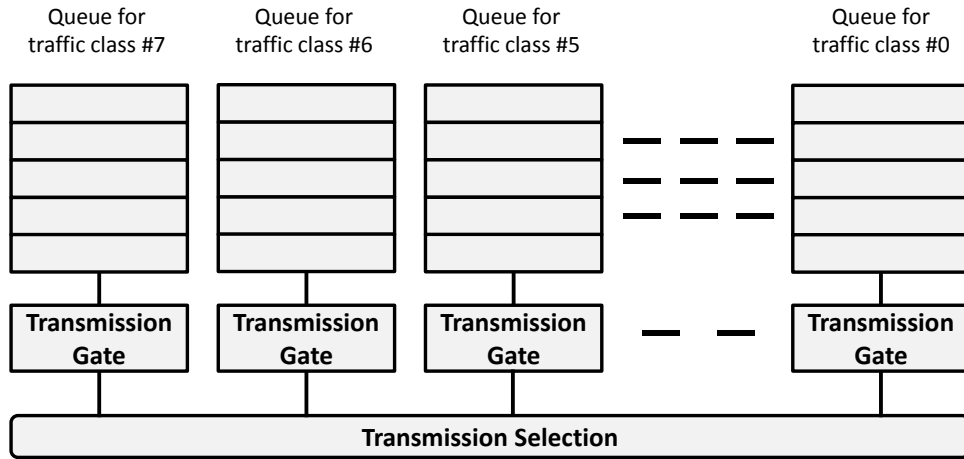 Queue for
traffic class #7
Queue for
traffic class #6
Queue for
traffic class #5
Queue for
traffic class #0
Transmission
Gate
Transmission
Gate
Transmission
Gate
Transmission
Gate
Transmission Selection